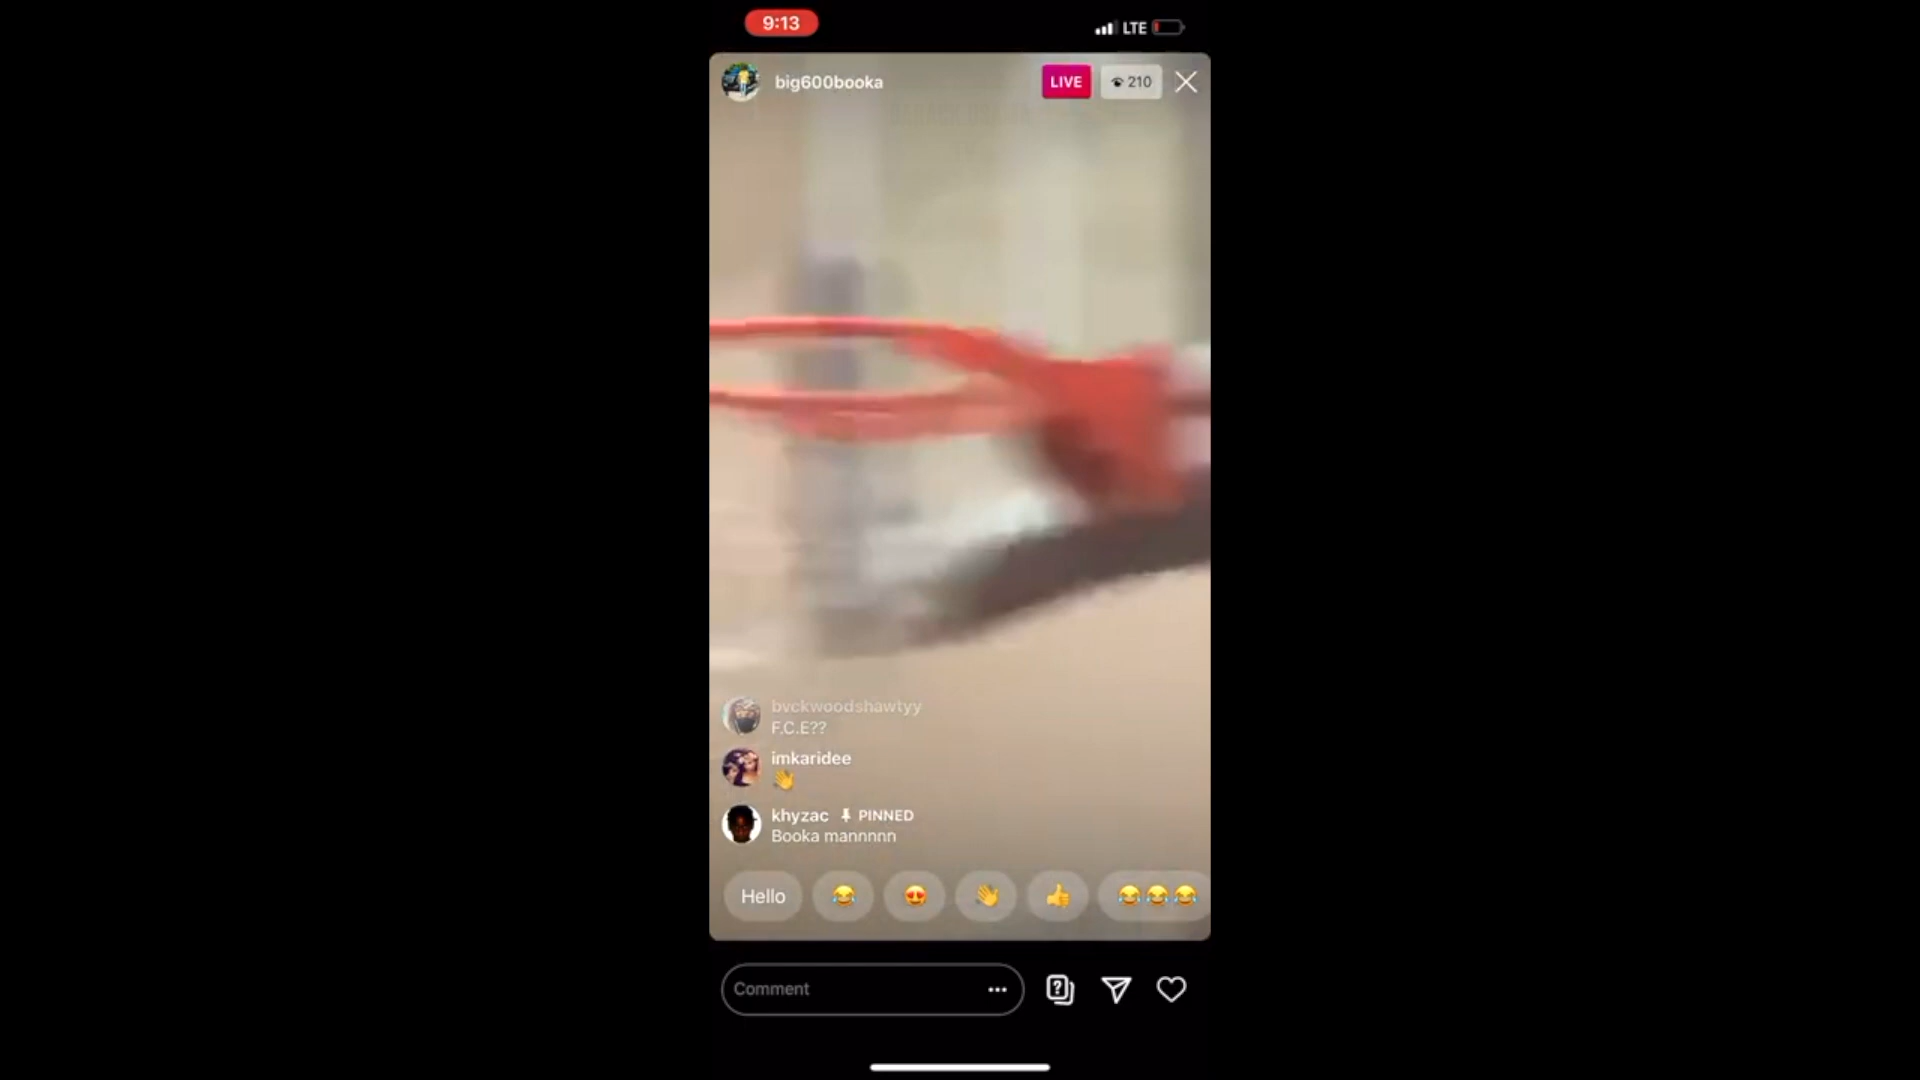 9:13
LTE
big600booka
LIVE
210
bvckwoodshawtyy
F.C.E??
imkaridee
👋
khyzac PINNED
Booka mannnnn
Hello 😂 😍 👋 👍 😂😂😂
Comment